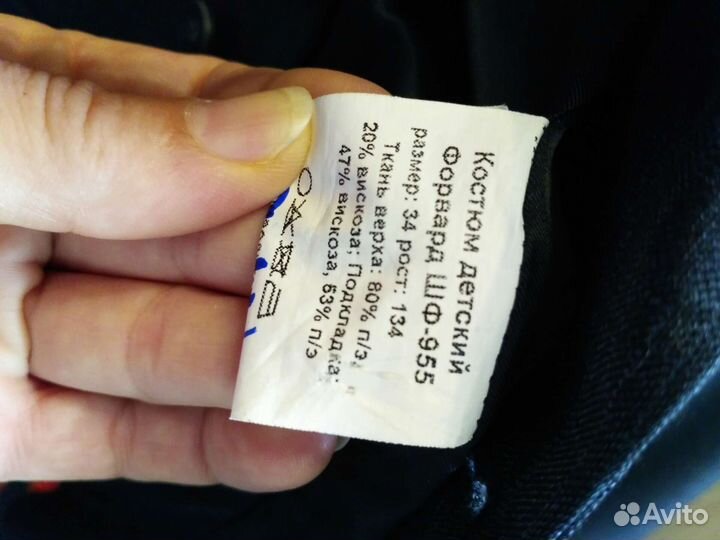 Костюм детский
Форвард ШФ-955
размер: 34 рост: 134
Ткань верха: 80% п/э,
20% вискоза; Подкладка:
47% вискоза, 53% п/э
Avito